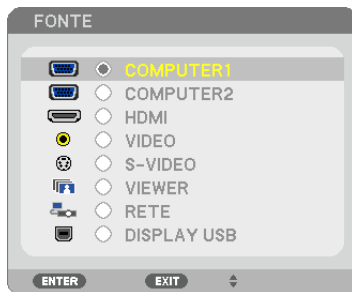 FONTE
COMPUTER1
COMPUTER2
HDMI
VIDEO
S-VIDEO
VIEWER
RETE
DISPLAY USB
ENTER EXIT